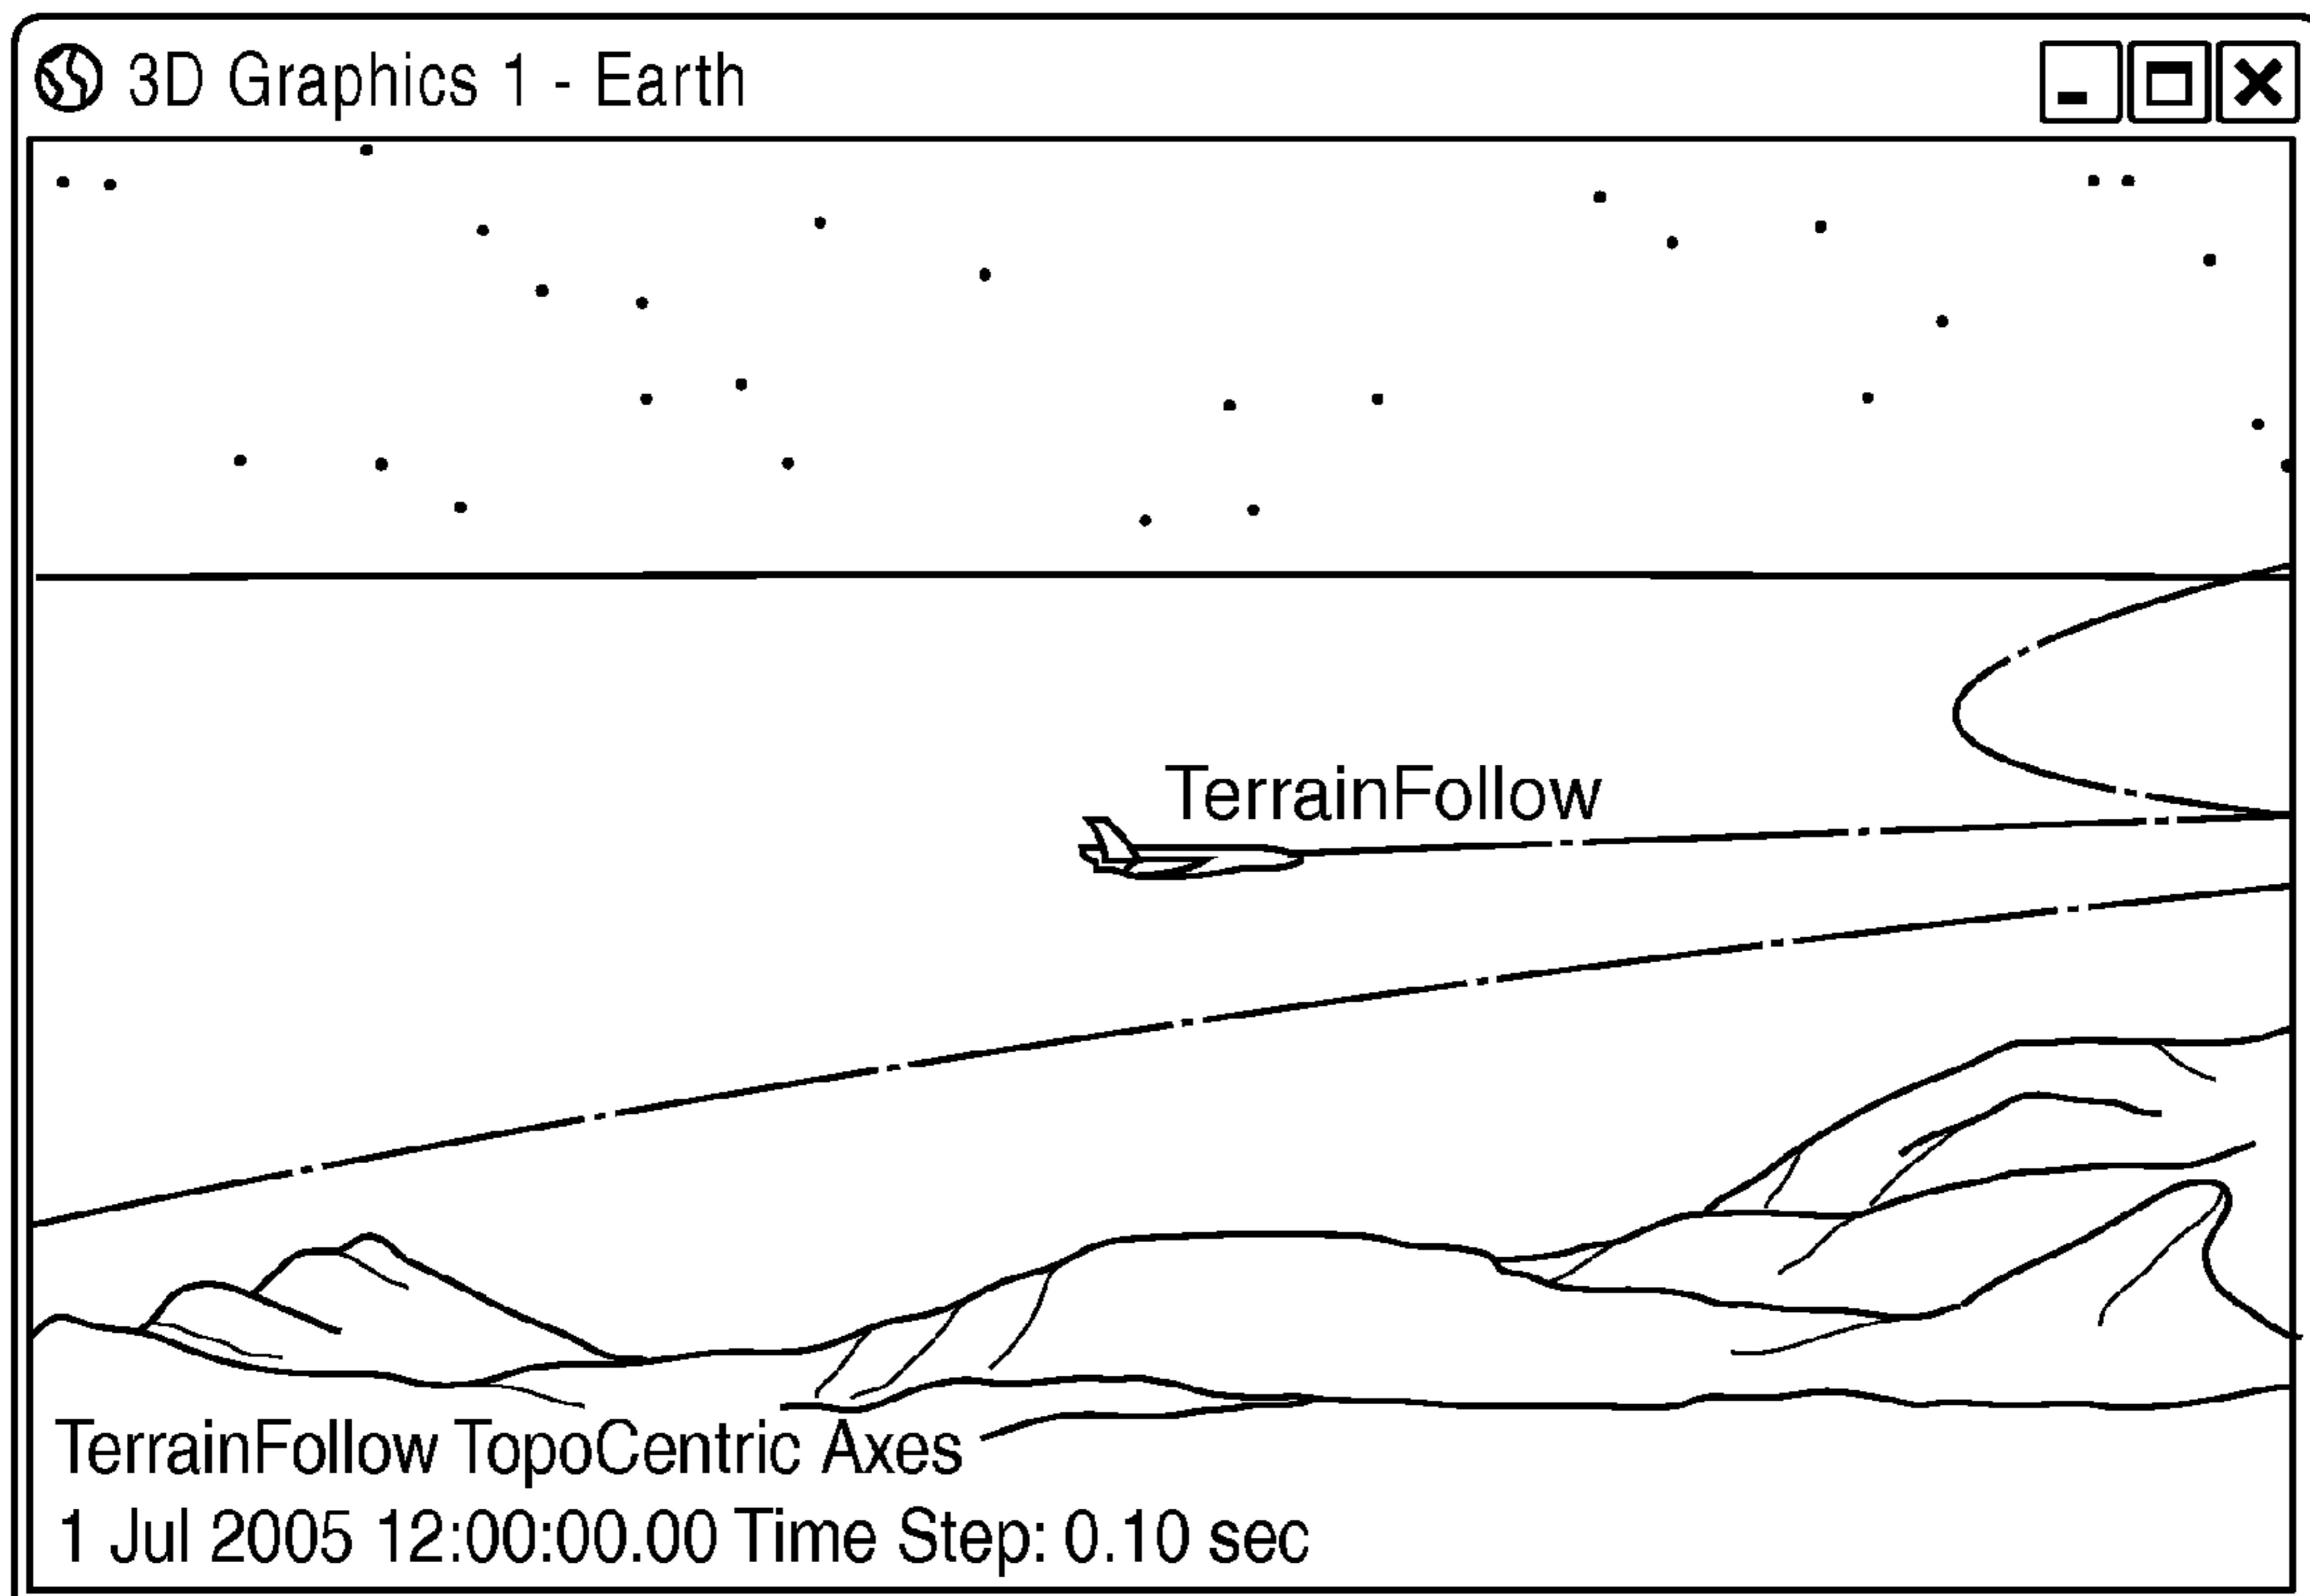 3D Graphics 1 - Earth
TerrainFollow
TerrainFollow TopoCentric Axes
1 Jul 2005 12:00:00.00 Time Step: 0.10 sec